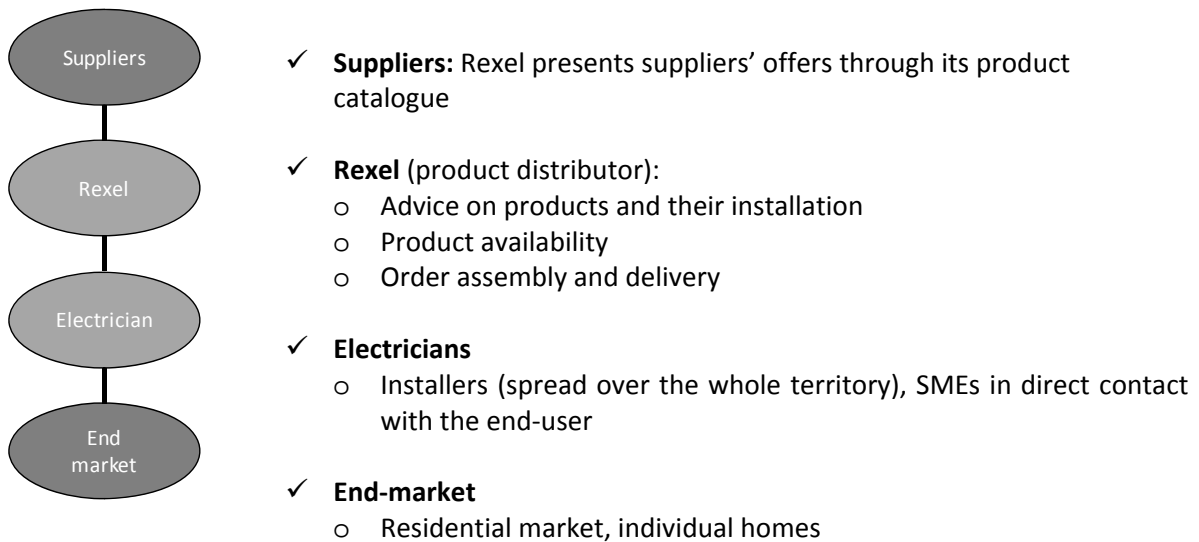 Suppliers
Rexel
Electrician
End
market
✓ Suppliers: Rexel presents suppliers’ offers through its product
catalogue
✓ Rexel (product distributor):
o Advice on products and their installation
o Product availability
o Order assembly and delivery
✓ Electricians
o Installers (spread over the whole territory), SMEs in direct contact
with the end-user
✓ End-market
o Residential market, individual homes